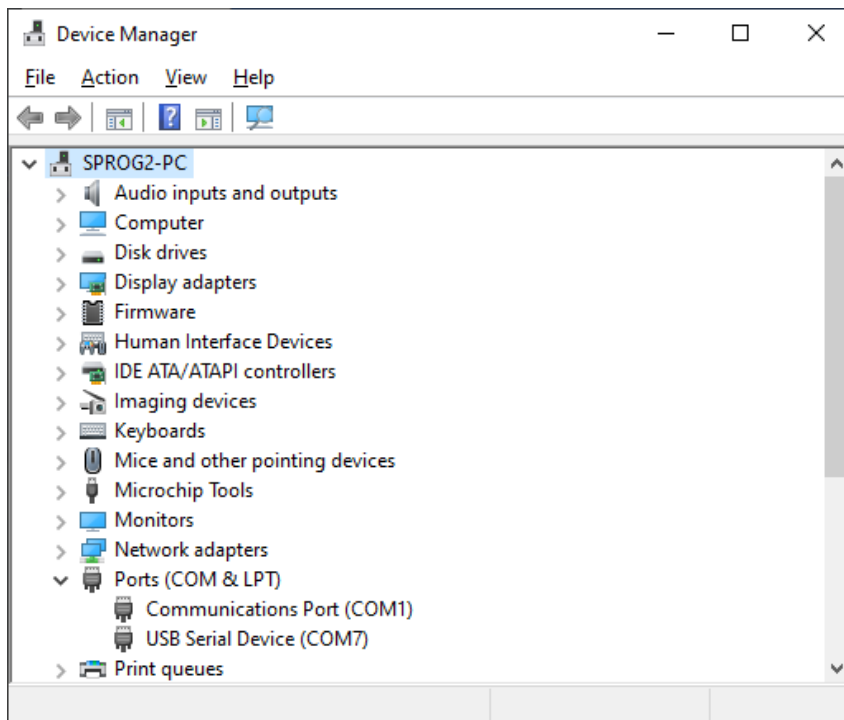 Device Manager
File Action View Help
SPROG2-PC
Audio inputs and outputs
Computer
Disk drives
Display adapters
Firmware
Human Interface Devices
IDE ATA/ATAPI controllers
Imaging devices
Keyboards
Mice and other pointing devices
Microchip Tools
Monitors
Network adapters
Ports (COM & LPT)
Communications Port (COM1)
USB Serial Device (COM7)
Print queues